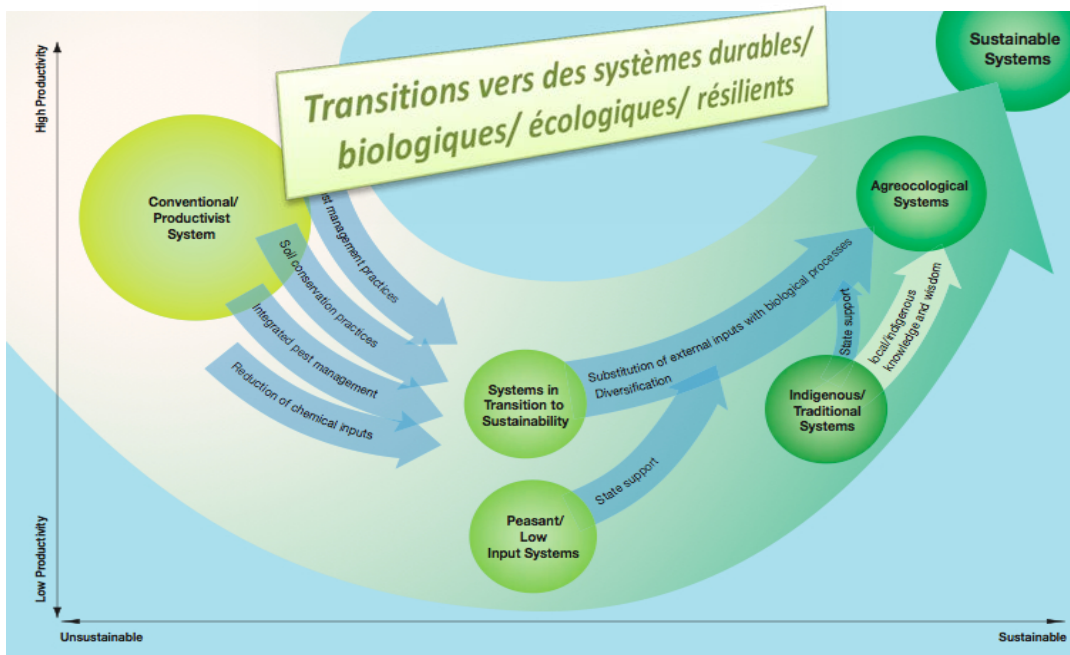 High Productivity
Low Productivity
Unsustainable
Sustainable
Transitions vers des systèmes durables/
biologiques/ écologiques/ résilients
Sustainable
Systems
Conventional/
Productivist
System
management practices
Soil conservation practices
Integrated pest management
Reduction of chemical inputs
Systems in
Transition to
Sustainability
Peasant/
Low
Input Systems
State support
Substitution of external inputs with biological processes
Diversification
Agreocological
Systems
State support
local/indigenous
knowledge and wisdom
Indigenous/
Traditional
Systems